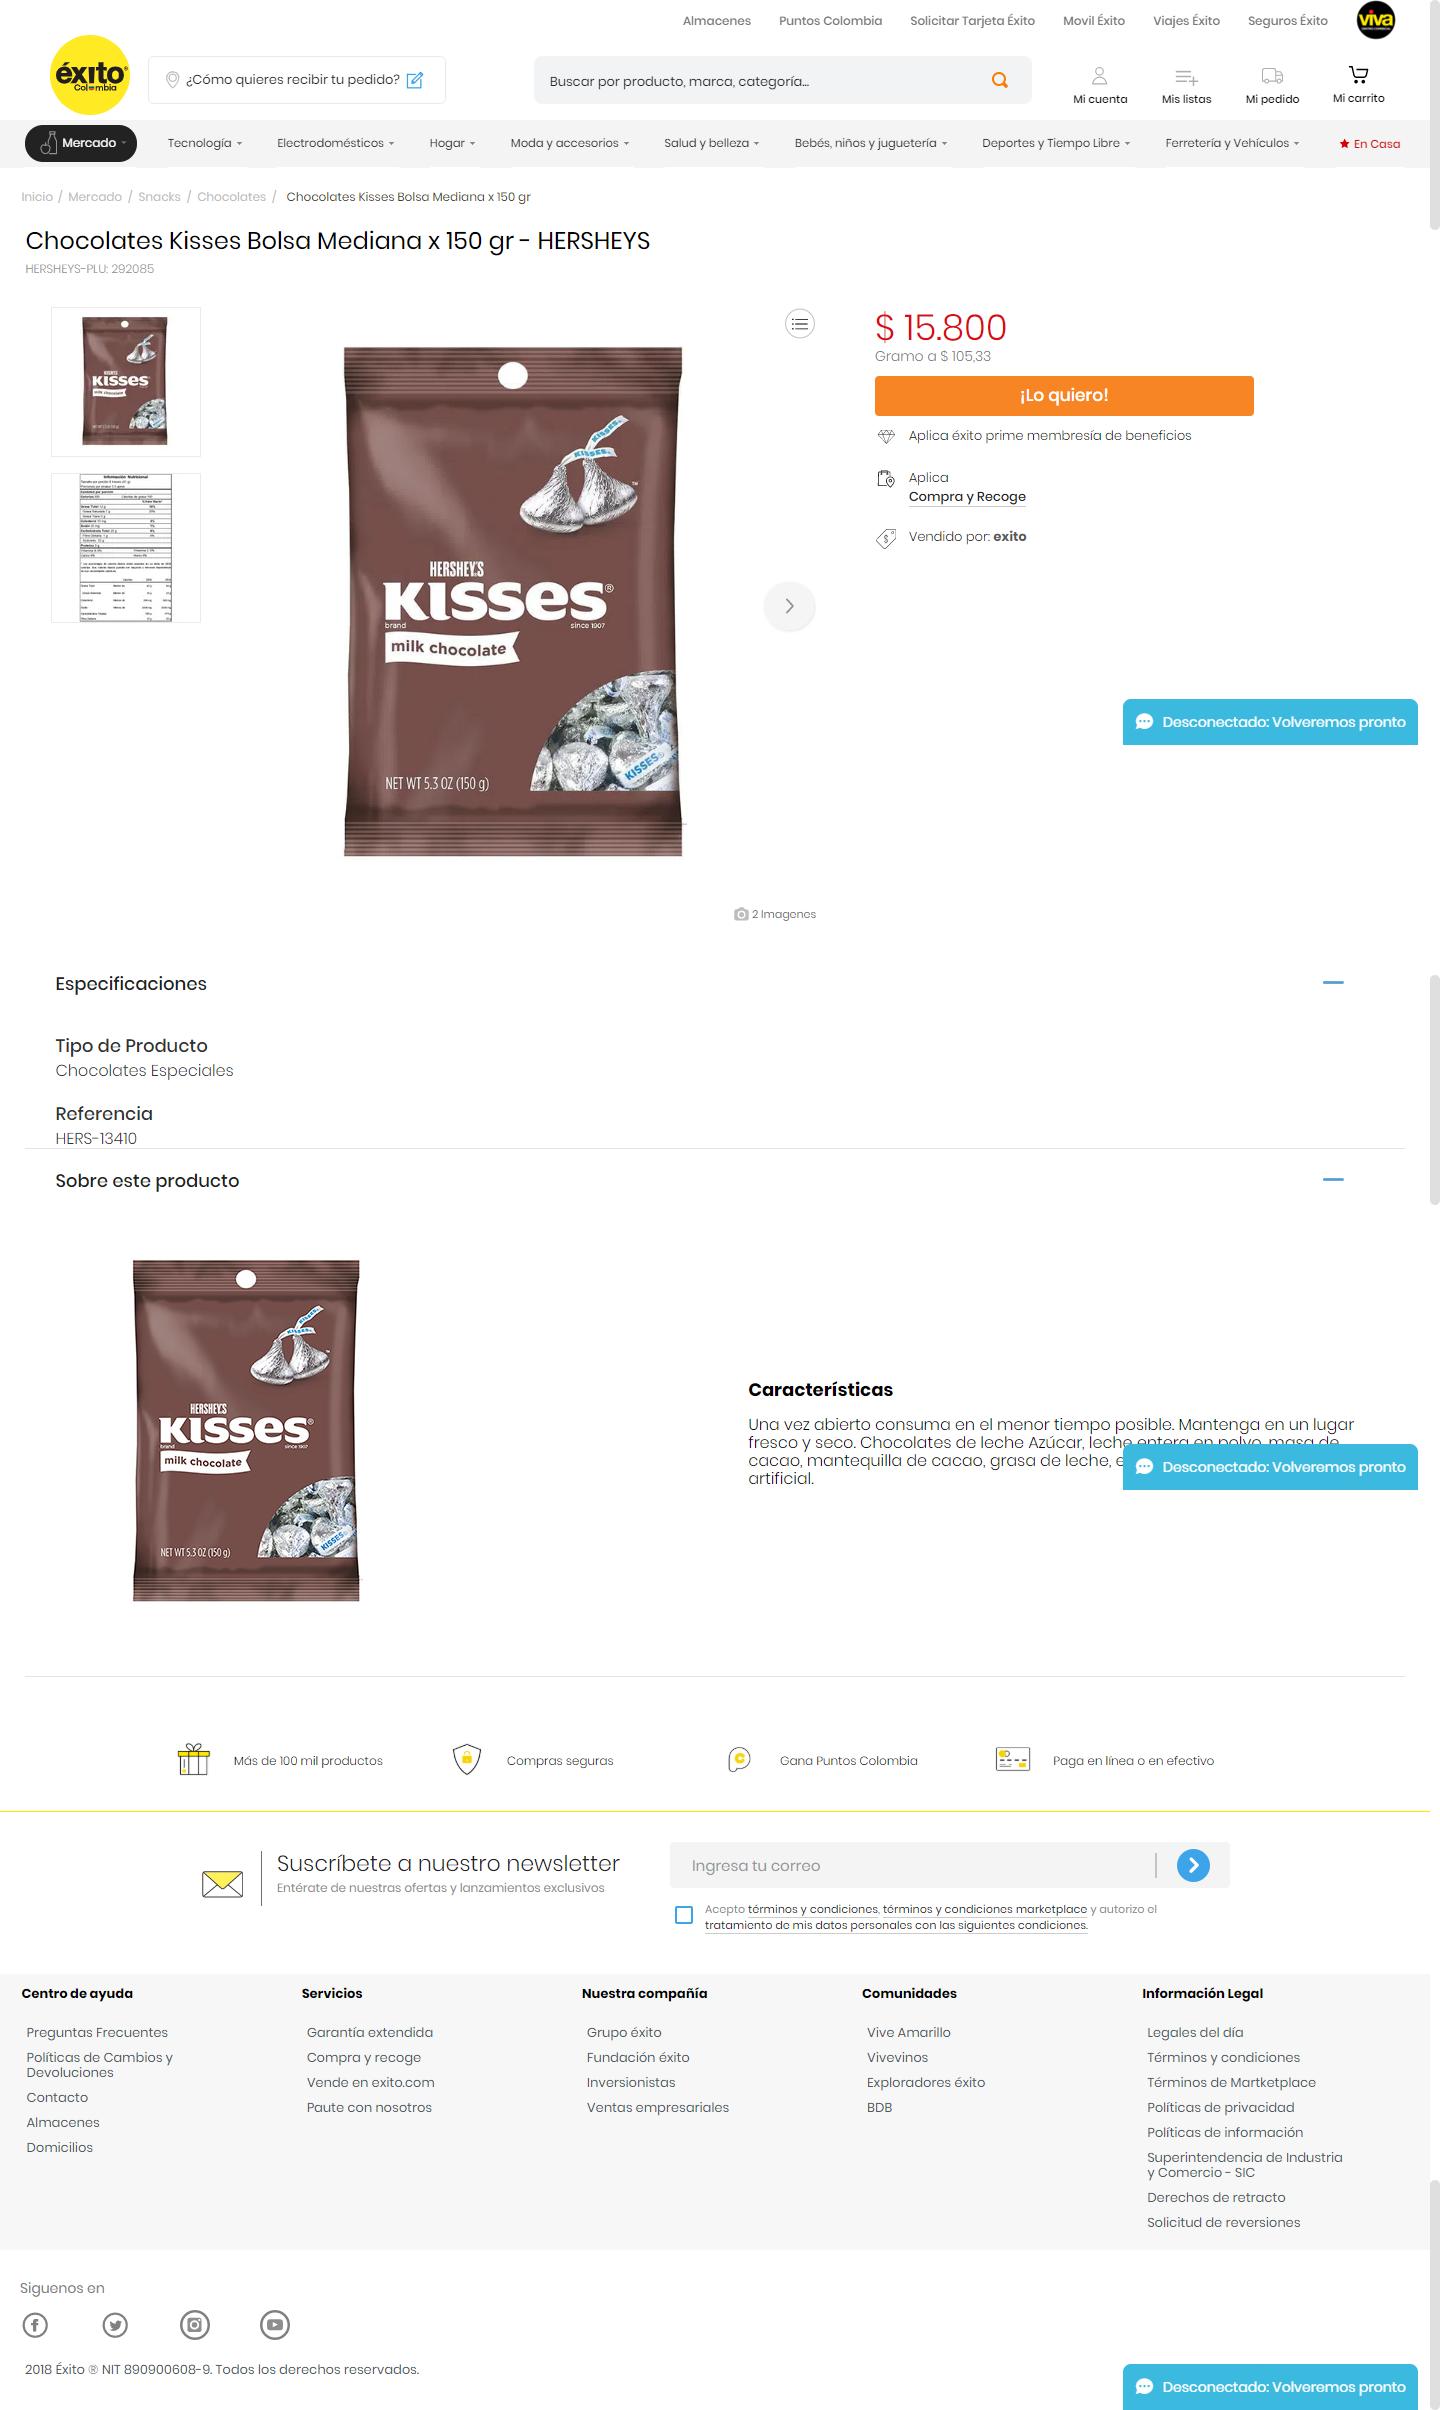 Almacenes Puntos Colombia Solicitar Tarjeta Éxito Movil Éxito Viajes Éxito Seguros Éxito viva
éxito
Colombia
¿Cómo quieres recibir tu pedido?
Buscar por producto, marca, categoría...
Mi cuenta Mis listas Mi pedido Mi carrito
Mercado Tecnología Electrodomésticos Hogar Moda y accesorios Salud y belleza Bebés, niños y juguetería Deportes y Tiempo Libre Ferretería y Vehículos En Casa
Inicio / Mercado / Snacks / Chocolates / Chocolates Kisses Bolsa Mediana x 150 gr
Chocolates Kisses Bolsa Mediana x 150 gr - HERSHEYS
HERSHEYS-PLU: 292085
HERSHEY'S
KISSES
milk chocolate
Información Nutricional
KISSES
KISSES
HERSHEY'S
KISSES®
brand since 1907
milk chocolate
KISSES
NET WT 5.3 OZ (150 g)
2 Imagenes
$ 15.800
Gramo a $ 105,33
¡Lo quiero!
Aplica éxito prime membresía de beneficios
Aplica
Compra y Recoge
Vendido por: exito
Desconectado: Volveremos pronto
Especificaciones
Tipo de Producto
Chocolates Especiales
Referencia
HERS-13410
Sobre este producto
KISSES
KISSES
HERSHEY'S
KISSES®
brand since 1907
milk chocolate
KISSES
NET WT 5.3 OZ (150 g)
Características
Una vez abierto consuma en el menor tiempo posible. Mantenga en un lugar
fresco y seco. Chocolates de leche Azúcar, leche entera en polvo, masa de
cacao, mantequilla de cacao, grasa de leche,
artificial.
Desconectado: Volveremos pronto
Más de 100 mil productos Compras seguras Gana Puntos Colombia Paga en línea o en efectivo
Suscríbete a nuestro newsletter
Entérate de nuestras ofertas y lanzamientos exclusivos
Ingresa tu correo
Acepto términos y condiciones, términos y condiciones marketplace y autorizo el
tratamiento de mis datos personales con las siguientes condiciones.
Centro de ayuda
Preguntas Frecuentes
Políticas de Cambios y
Devoluciones
Contacto
Almacenes
Domicilios
Servicios
Garantía extendida
Compra y recoge
Vende en exito.com
Paute con nosotros
Nuestra compañía
Grupo éxito
Fundación éxito
Inversionistas
Ventas empresariales
Comunidades
Vive Amarillo
Vivevinos
Exploradores éxito
BDB
Información Legal
Legales del día
Términos y condiciones
Términos de Martketplace
Políticas de privacidad
Políticas de información
Superintendencia de Industria
y Comercio - SIC
Derechos de retracto
Solicitud de reversiones
Siguenos en
2018 Éxito ® NIT 890900608-9. Todos los derechos reservados.
Desconectado: Volveremos pronto